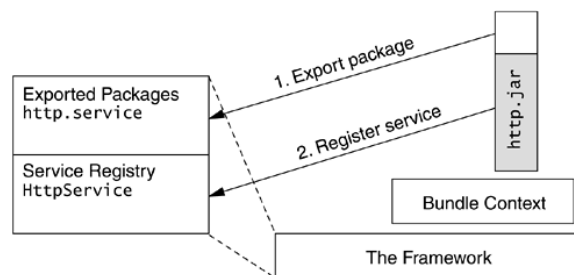 1. Export package
Exported Packages
http.service
2. Register service
http.jar
Service Registry
HttpService
Bundle Context
The Framework